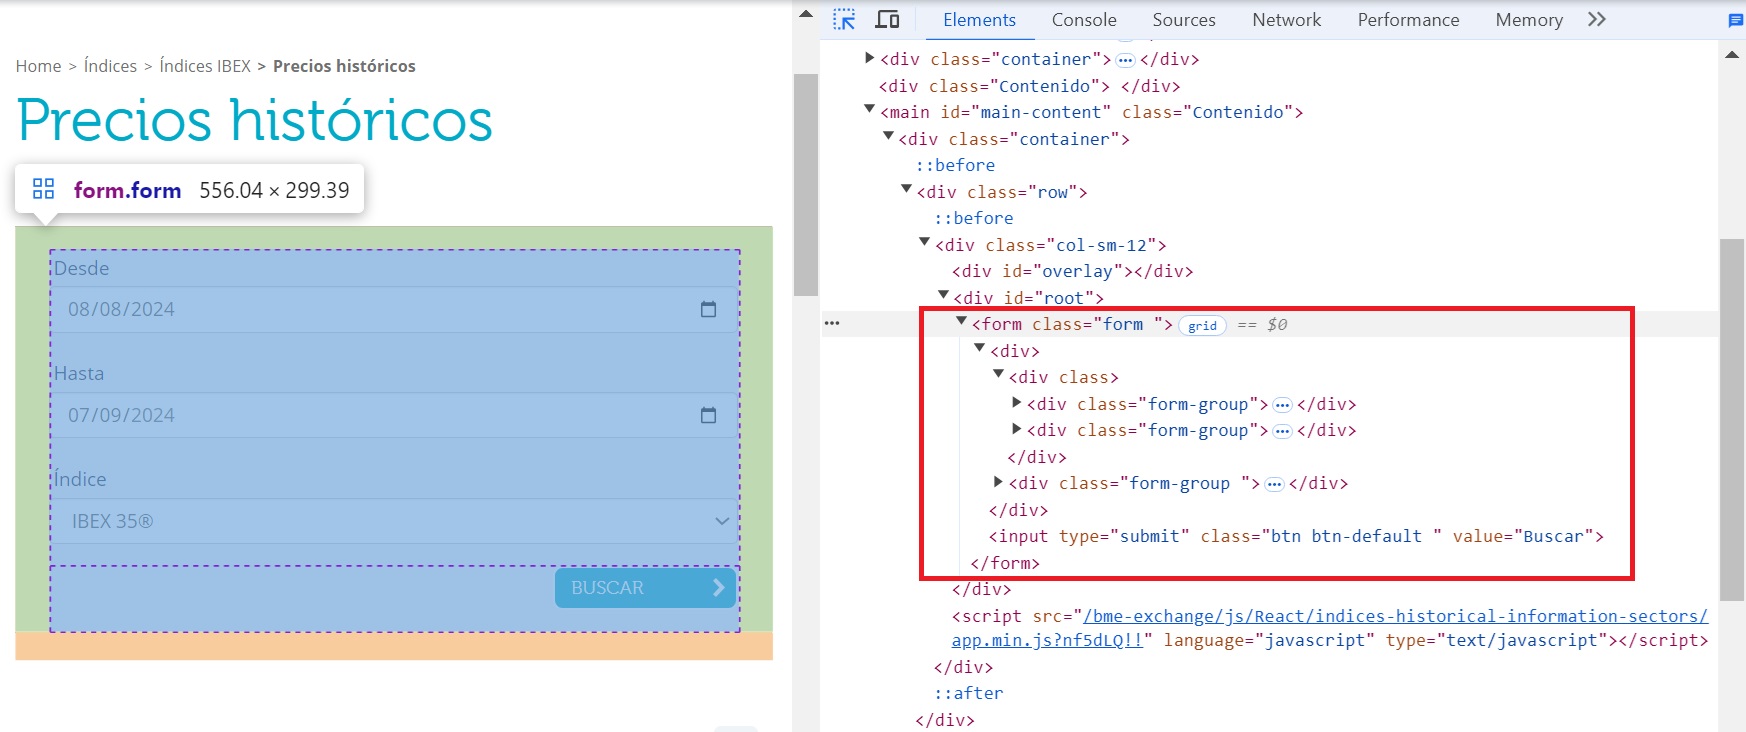 Home > Índices > Índices IBEX > Precios históricos
Precios históricos
form.form 556.04 × 299.39
Desde
08/08/2024
Hasta
07/09/2024
Índice
IBEX 35®
BUSCAR
Elements Console Sources Network Performance Memory
<div class="container"> ••• </div>
<div class="Contenido"> </div>
<main id="main-content" class="Contenido">
<div class="container">
::before
<div class="row">
::before
<div class="col-sm-12">
<div id="overlay"></div>
<div id="root">
••• <form class="form "> grid == $0
<div>
<div class>
<div class="form-group"> ••• </div>
<div class="form-group"> ••• </div>
</div>
<div class="form-group "> ••• </div>
</div>
<input type="submit" class="btn btn-default " value="Buscar">
</form>
</div>
<script src="/bme-exchange/js/React/indices-historical-information-sectors/
app.min.js?nf5dLQ!!" language="javascript" type="text/javascript"></script>
</div>
::after
</div>